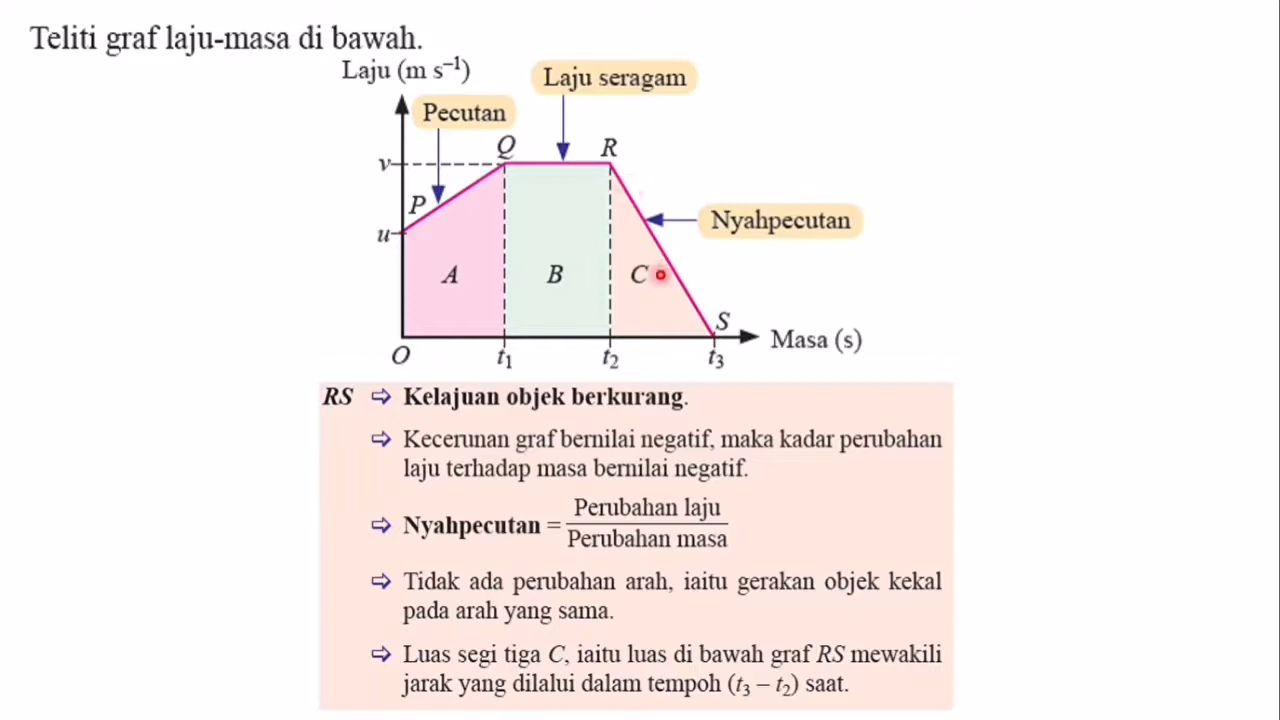 Teliti graf laju-masa di bawah.
Laju (m s⁻¹)
Laju seragam
Pecutan
Q
R
v
P
Nyahpecutan
u
A
B
C
S
Masa (s)
O
t₁
t₂
t₃
RS ⇨ Kelajuan objek berkurang.
⇨ Kecerunan graf bernilai negatif, maka kadar perubahan
laju terhadap masa bernilai negatif.
⇨ Nyahpecutan = Perubahan laju / Perubahan masa
⇨ Tidak ada perubahan arah, iaitu gerakan objek kekal
pada arah yang sama.
⇨ Luas segi tiga C, iaitu luas di bawah graf RS mewakili
jarak yang dilalui dalam tempoh (t₃ – t₂) saat.